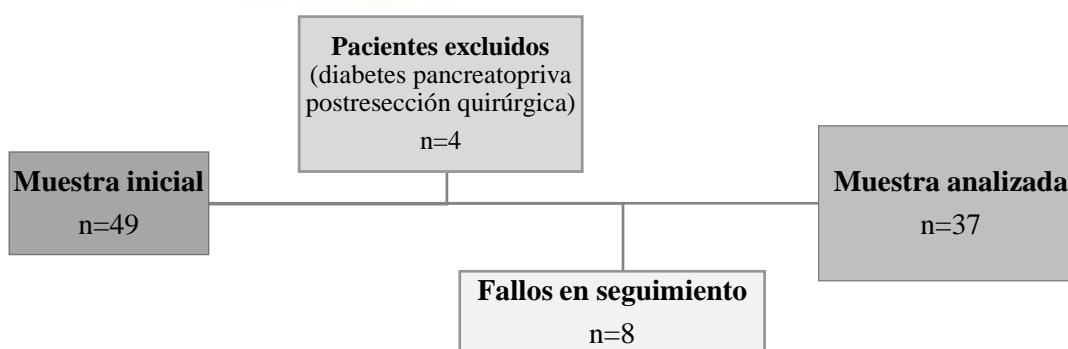 Pacientes excluidos
(diabetes pancreatopriva
postresección quirúrgica)
n=4
Muestra inicial
n=49
Muestra analizada
n=37
Fallos en seguimiento
n=8